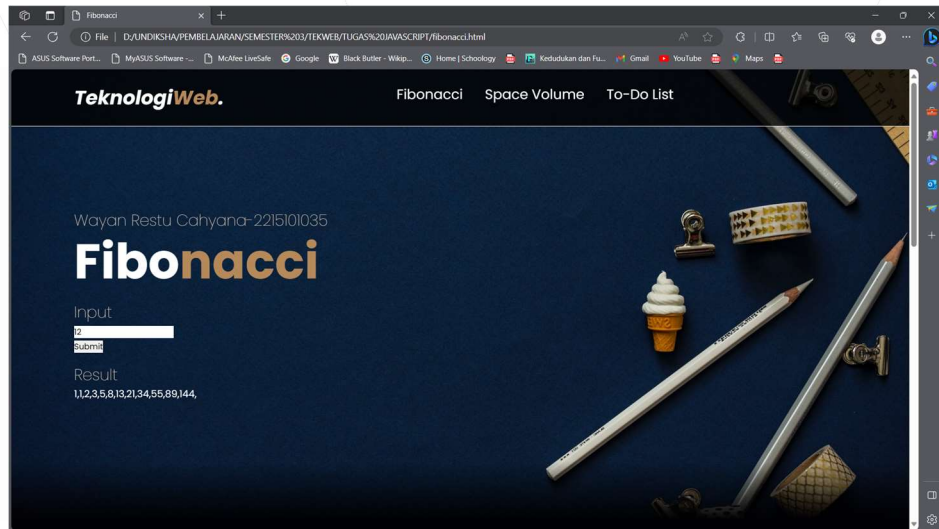 Fibonacci
File | D:/UNDIKSHA/PEMBELAJARAN/SEMESTER%203/TEKWEB/TUGAS%20JAVASCRIPT/fibonacci.html
ASUS Software Port... MyASUS Software -... McAfee LiveSafe Google Black Butler - Wikip... Home | Schoology Kedudukan dan Fu... Gmail YouTube Maps
TeknologiWeb. Fibonacci Space Volume To-Do List
Wayan Restu Cahyana-2215101035
Fibonacci
Input
12
Submit
Result
1,1,2,3,5,8,13,21,34,55,89,144,